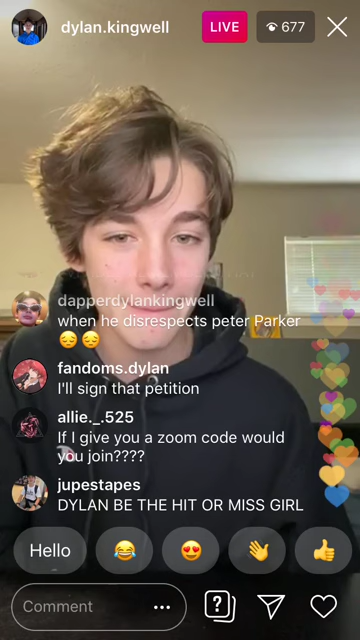 dylan.kingwell
LIVE
677
dapperdylankingwell
when he disrespects peter Parker
😔😔
fandoms.dylan
I'll sign that petition
allie._.525
If I give you a zoom code would
you join????
jupestapes
DYLAN BE THE HIT OR MISS GIRL
Hello 😂 😍 👋 👍
Comment ... ?